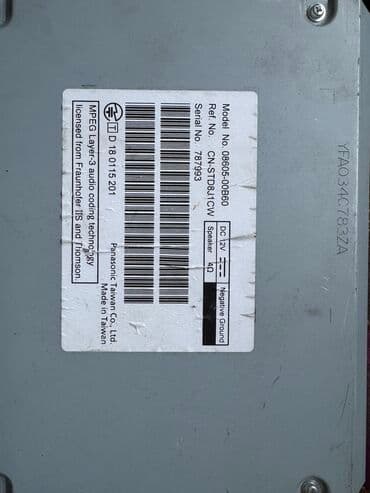 Model No. 08605-00B60
Ref. No. CN-STD8J1CW
Serial No. 787993
DC 12V
Negative Ground
Speaker 4Ω
T D 18 0115 201
Panasonic Taiwan Co., Ltd.
Made in Taiwan
MPEG Layer-3 audio coding technology
licensed from Fraunhofer IIS and Thomson.
YFAQ34C783ZA